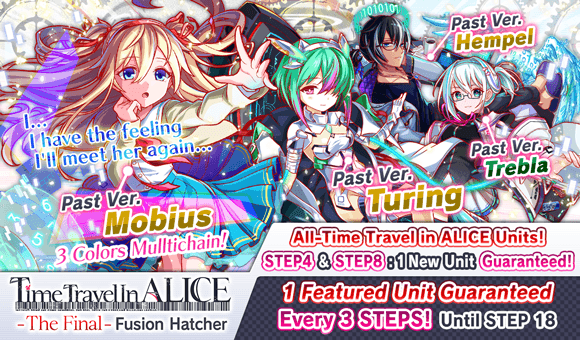 010101
Past Ver.
Hempel
I...
I have the feeling
I'll meet her again...
Past Ver.
Trebla
Past Ver.
Turing
Past Ver.
Mobius
3 Colors Mulltichain!
All-Time Travel in ALICE Units!
STEP4 & STEP8 : 1 New Unit Guaranteed!
Time Travel In ALICE
- The Final - Fusion Hatcher
1 Featured Unit Guaranteed
Every 3 STEPS! Until STEP 18